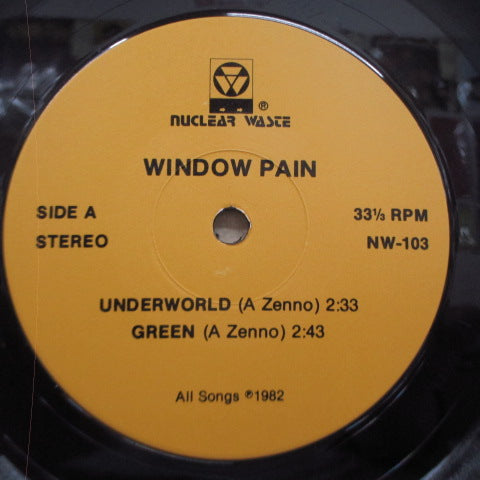 ®
NUCLEAR WASTE
WINDOW PAIN
SIDE A 33⅓ RPM
STEREO NW-103
UNDERWORLD (A Zenno) 2:33
GREEN (A Zenno) 2:43
All Songs ℗1982